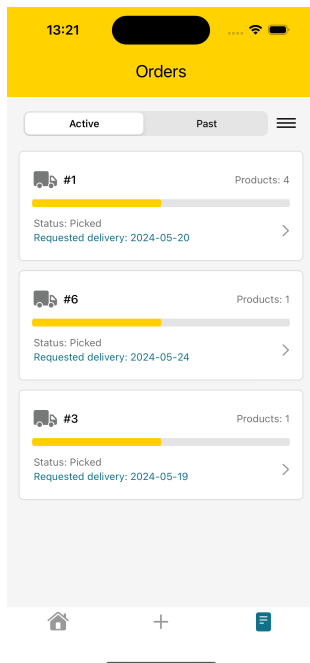 13:21
Orders
Active Past
#1 Products: 4
Status: Picked
Requested delivery: 2024-05-20
#6 Products: 1
Status: Picked
Requested delivery: 2024-05-24
#3 Products: 1
Status: Picked
Requested delivery: 2024-05-19